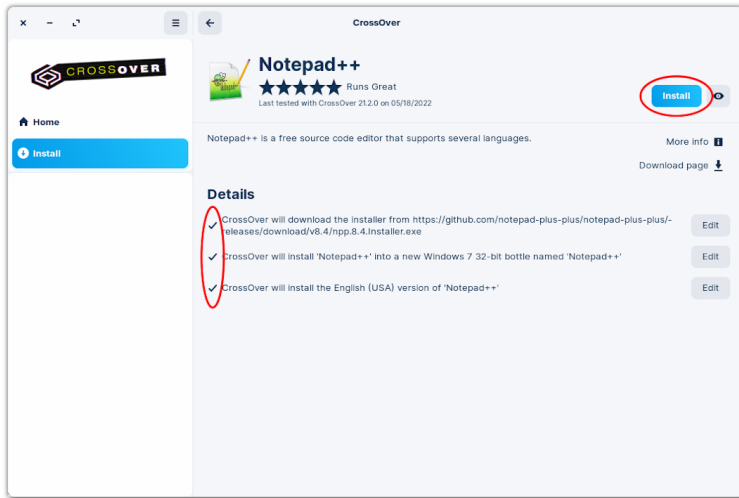 CrossOver
CROSSOVER
Home
Install
Notepad++
Runs Great
Last tested with CrossOver 21.2.0 on 05/18/2022
Install
Notepad++ is a free source code editor that supports several languages.
More info
Download page
Details
CrossOver will download the installer from https://github.com/notepad-plus-plus/notepad-plus-plus/-
releases/download/v8.4/npp.8.4.Installer.exe
Edit
CrossOver will install 'Notepad++' into a new Windows 7 32-bit bottle named 'Notepad++'
Edit
CrossOver will install the English (USA) version of 'Notepad++'
Edit